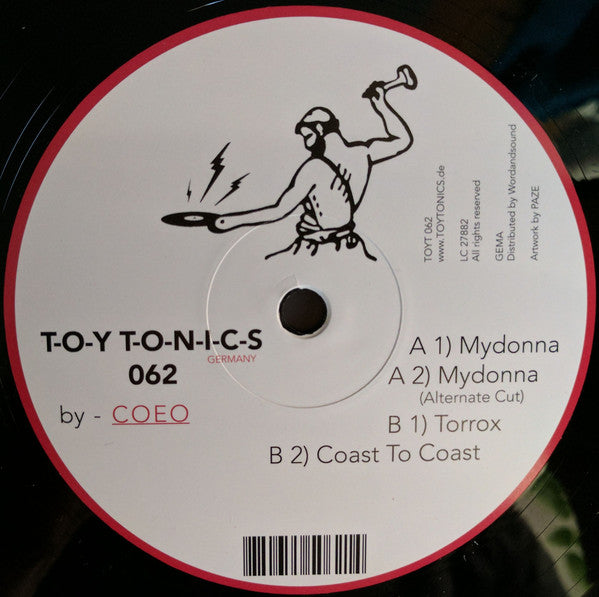 TOYT 062
www.TOYTONICS.de
LC 27882
All rights reserved
GEMA
Distributed by Wordandsound
Artwork by PAZE
T-O-Y T-O-N-I-C-S
GERMANY
062
by - COEO
A 1) Mydonna
A 2) Mydonna
(Alternate Cut)
B 1) Torrox
B 2) Coast To Coast